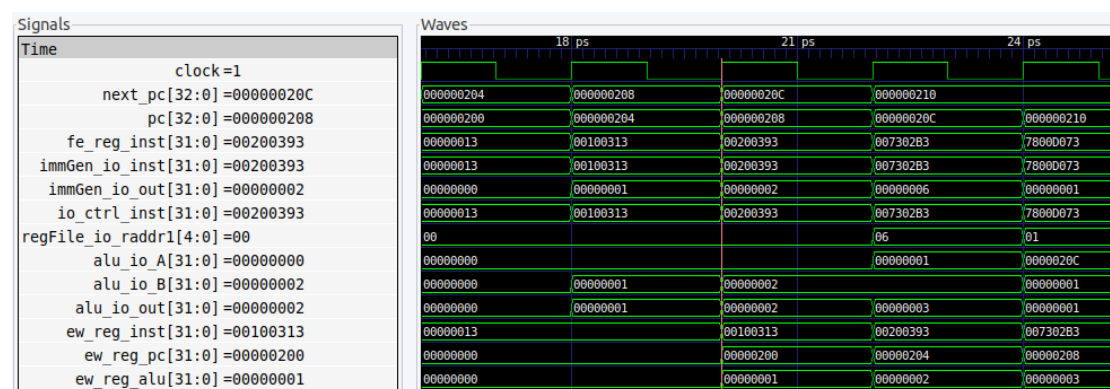 Signals Waves
Time 18 ps 21 ps 24 ps
clock=1
next_pc[32:0]=00000020C 000000204 000000208 00000020C 000000210
pc[32:0]=000000208 000000200 000000204 000000208 00000020C 000000210
fe_reg_inst[31:0]=00200393 00000013 00100313 00200393 007302B3 7800D073
immGen_io_inst[31:0]=00200393 00000013 00100313 00200393 007302B3 7800D073
immGen_io_out[31:0]=00000002 00000000 00000001 00000002 00000006 00000001
io_ctrl_inst[31:0]=00200393 00000013 00100313 00200393 007302B3 7800D073
regFile_io_raddr1[4:0]=00 00 06 01
alu_io_A[31:0]=00000000 00000000 00000001 0000020C
alu_io_B[31:0]=00000002 00000000 00000001 00000002 00000001
alu_io_out[31:0]=00000002 00000000 00000001 00000002 00000003 00000001
ew_reg_inst[31:0]=00100313 00000013 00100313 00200393 007302B3
ew_reg_pc[31:0]=00000200 00000000 00000200 00000204 00000208
ew_reg_alu[31:0]=00000001 00000000 00000001 00000002 00000003